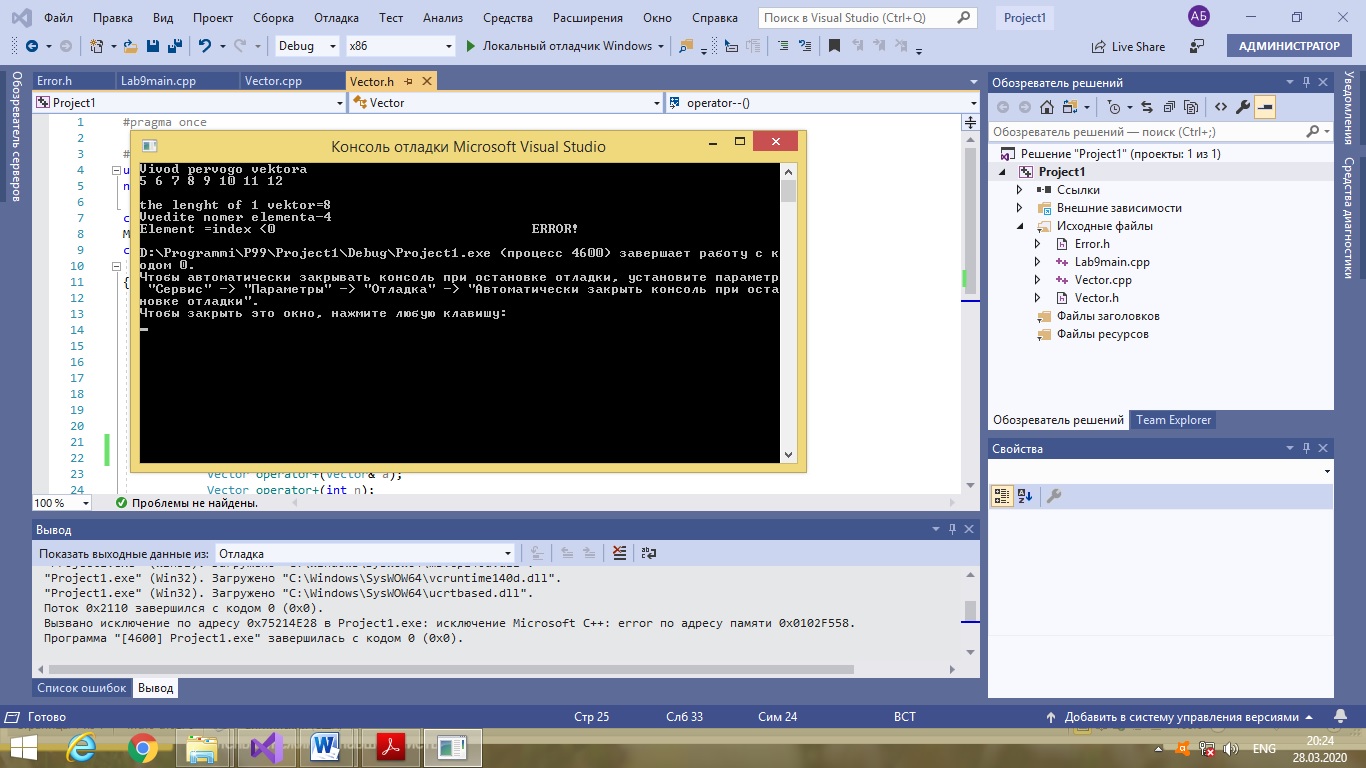 Файл Правка Вид Проект Сборка Отладка Тест Анализ Средства Расширения Окно Справка Поиск в Visual Studio (Ctrl+Q) Project1 АБ
Debug x86 Локальный отладчик Windows Live Share АДМИНИСТРАТОР
Обозреватель серверов
Error.h Lab9main.cpp Vector.cpp Vector.h
Project1 Vector operator--()
1 #pragma once
2
3 #
4 u
5 n
6
7 c
8 M
9 c
10
11 {
12
13
14
15
16
17
18
19
20
21
22
23 Vector operator+(Vector& a);
24 Vector operator+(int n);
Консоль отладки Microsoft Visual Studio
Vivod pervogo vektora
5 6 7 8 9 10 11 12
the lenght of 1 vektor=8
Vvedite nomer elementa-4
Element =index <0 ERROR!
D:\Programmi\P99\Project1\Debug\Project1.exe (процесс 4600) завершает работу с к
одом 0.
Чтобы автоматически закрывать консоль при остановке отладки, установите параметр
"Сервис" -> "Параметры" -> "Отладка" -> "Автоматически закрыть консоль при оста
новке отладки".
Чтобы закрыть это окно, нажмите любую клавишу:
100 % Проблемы не найдены.
Вывод
Показать выходные данные из: Отладка
"Project1.exe" (Win32). Загружено "C:\Windows\SysWOW64\vcruntime140d.dll".
"Project1.exe" (Win32). Загружено "C:\Windows\SysWOW64\ucrtbased.dll".
Поток 0x2110 завершился с кодом 0 (0x0).
Вызвано исключение по адресу 0x75214E28 в Project1.exe: исключение Microsoft C++: error по адресу памяти 0x0102F558.
Программа "[4600] Project1.exe" завершилась с кодом 0 (0x0).
Список ошибок Вывод
Обозреватель решений
Обозреватель решений — поиск (Ctrl+;)
Решение "Project1" (проекты: 1 из 1)
Project1
Ссылки
Внешние зависимости
Исходные файлы
Error.h
Lab9main.cpp
Vector.cpp
Vector.h
Файлы заголовков
Файлы ресурсов
Обозреватель решений Team Explorer
Свойства
Уведомления
Средства диагностики
Готово Стр 25 Слб 33 Сим 24 ВСТ Добавить в систему управления версиями
ENG 20:24
28.03.2020